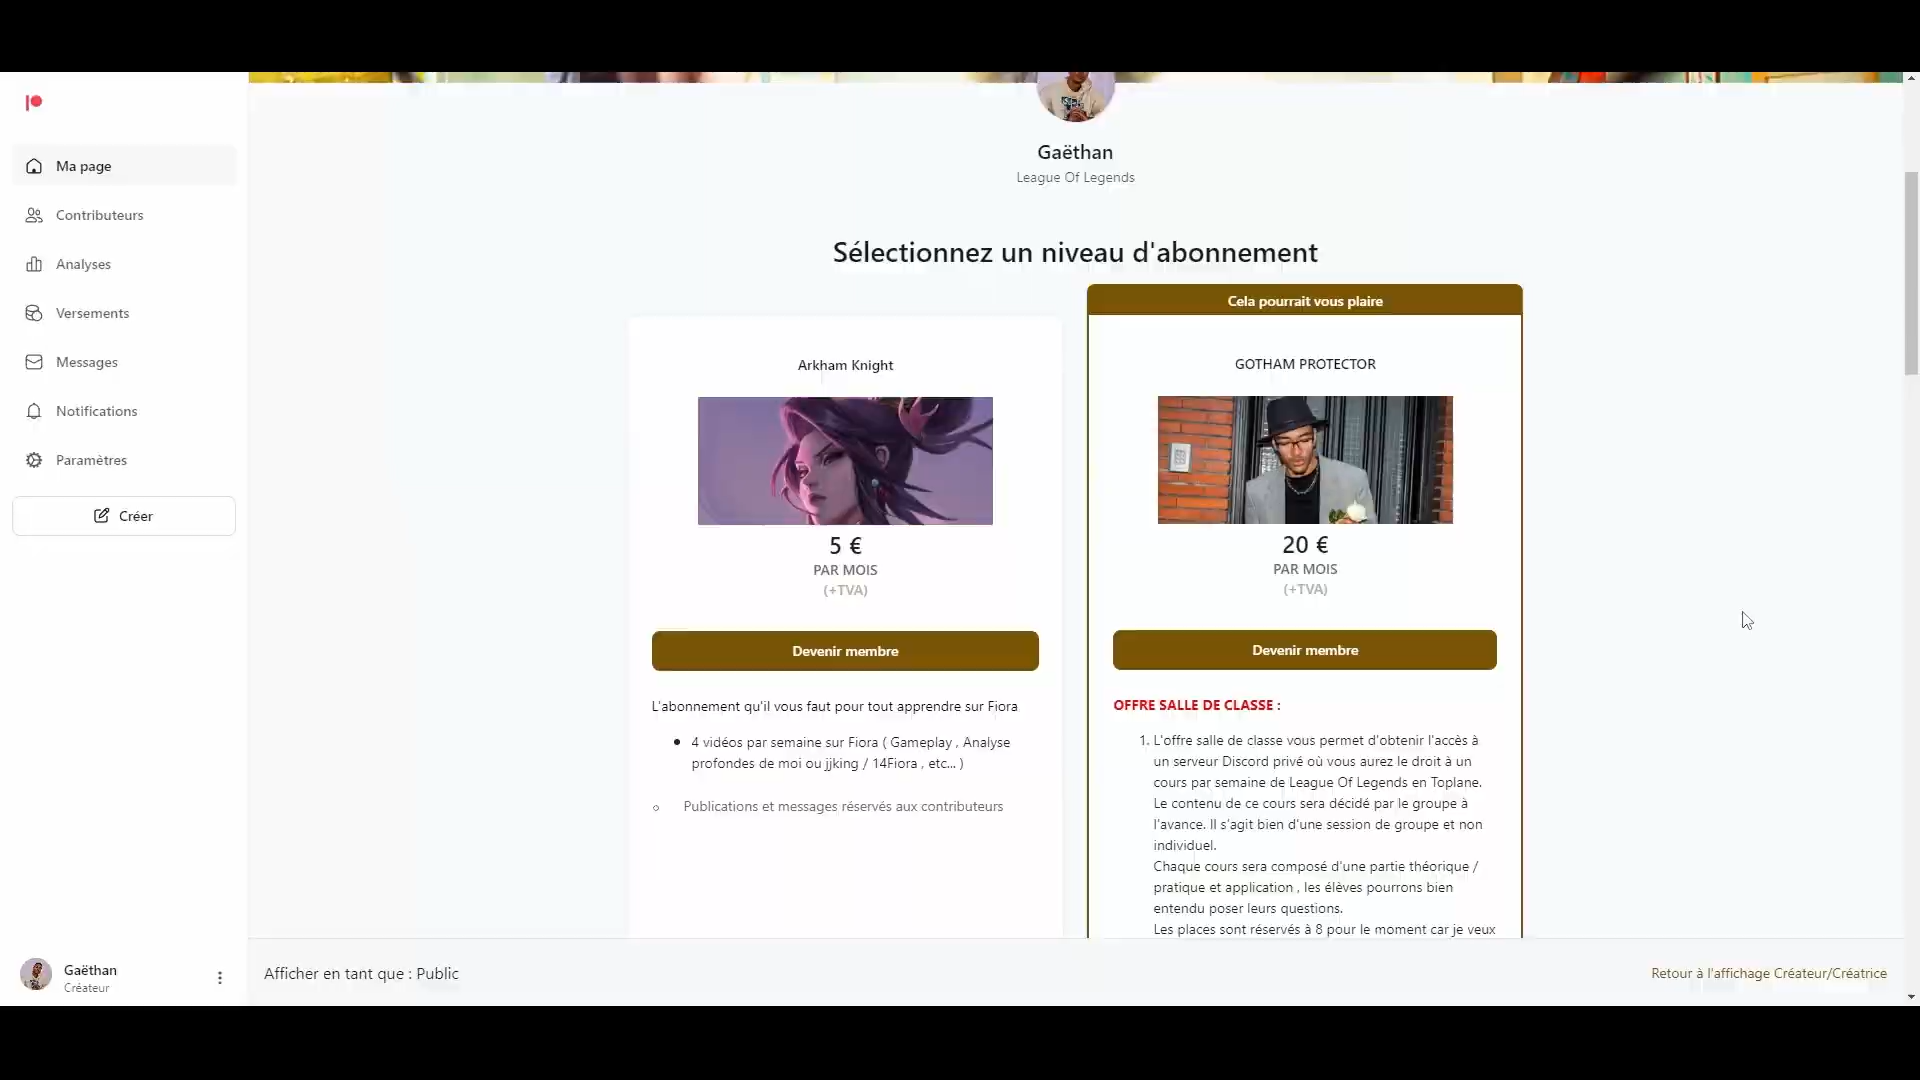 Ma page
Contributeurs
Analyses
Versements
Messages
Notifications
Paramètres
Créer
Gaëthan
Créateur
Gaëthan
League Of Legends
Sélectionnez un niveau d'abonnement
Arkham Knight
5 €
PAR MOIS
(+TVA)
Devenir membre
L'abonnement qu'il vous faut pour tout apprendre sur Fiora
• 4 vidéos par semaine sur Fiora ( Gameplay , Analyse
profondes de moi ou jjking / 14Fiora , etc... )
Publications et messages réservés aux contributeurs
Cela pourrait vous plaire
GOTHAM PROTECTOR
20 €
PAR MOIS
(+TVA)
Devenir membre
OFFRE SALLE DE CLASSE :
1. L'offre salle de classe vous permet d'obtenir l'accès à
un serveur Discord privé où vous aurez le droit à un
cours par semaine de League Of Legends en Toplane.
Le contenu de ce cours sera décidé par le groupe à
l'avance. Il s'agit bien d'une session de groupe et non
individuel.
Chaque cours sera composé d'une partie théorique /
pratique et application , les élèves pourrons bien
entendu poser leurs questions.
Les places sont réservés à 8 pour le moment car je veux
Afficher en tant que : Public
Retour à l'affichage Créateur/Créatrice